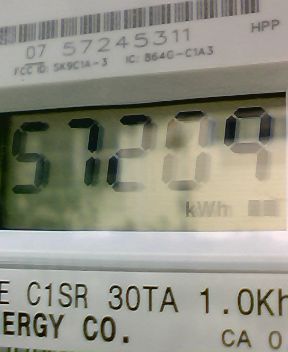 07 57245311
HPP
FCC ID: SK9C1A-3 IC: 864G-C1A3
57209
kWh
E C1SR 30TA 1.0Kh
ERGY CO.
CA 0